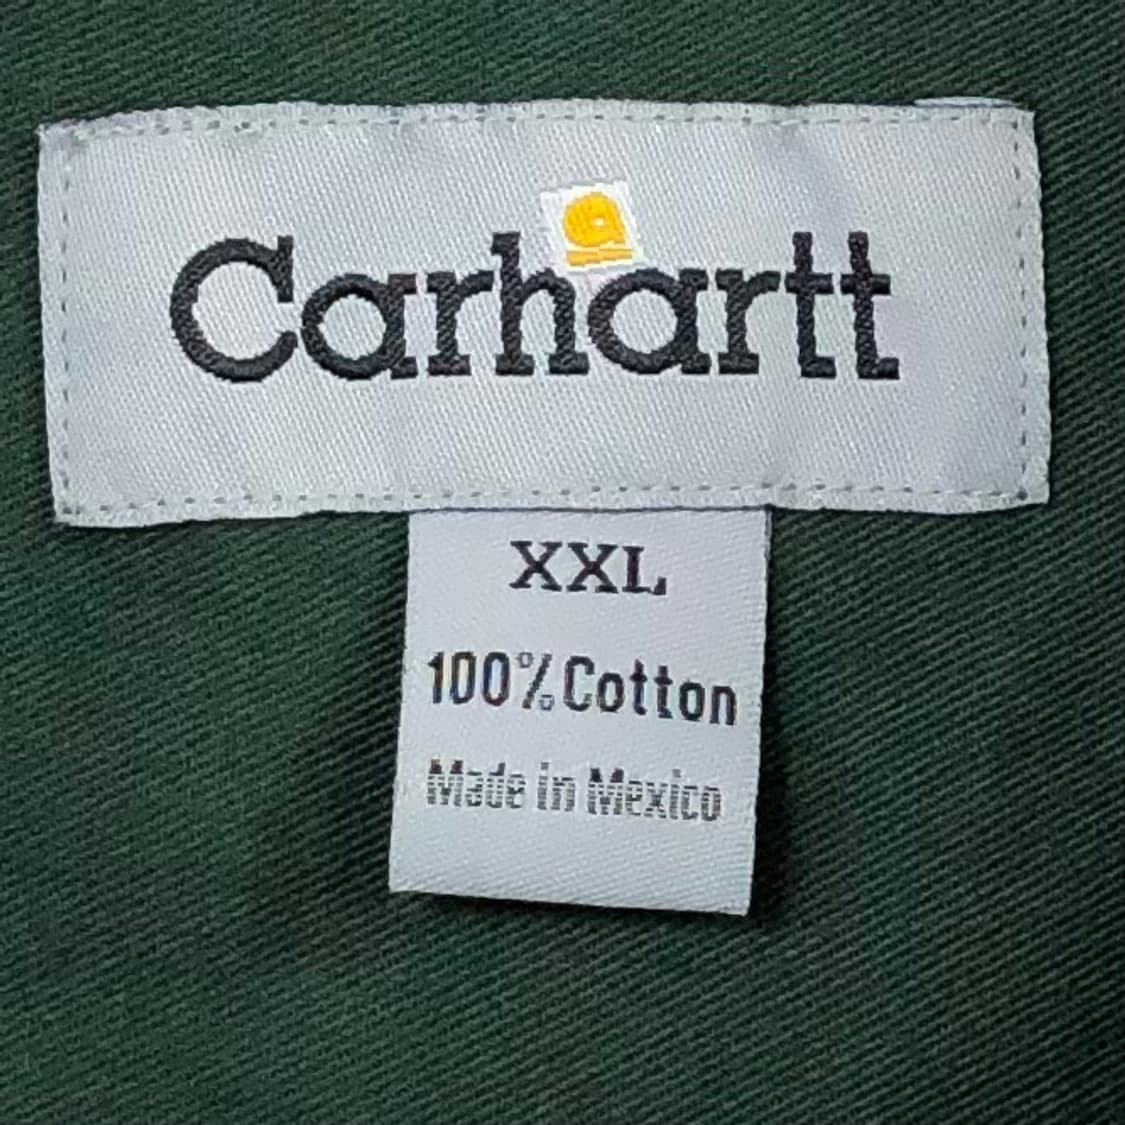 Carhartt
XXL
100% Cotton
Made in Mexico